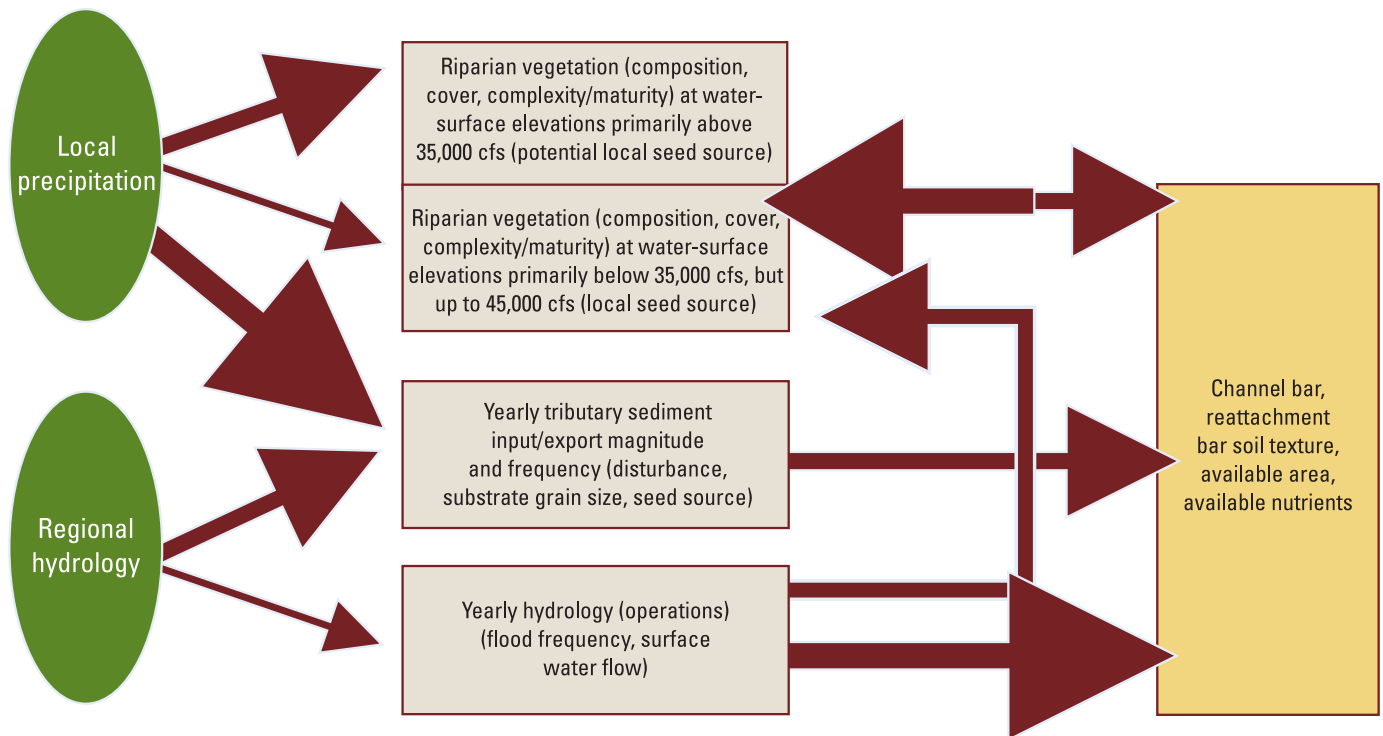 Local
precipitation
Riparian vegetation (composition,
cover, complexity/maturity) at water-
surface elevations primarily above
35,000 cfs (potential local seed source)
Riparian vegetation (composition, cover,
complexity/maturity) at water-surface
elevations primarily below 35,000 cfs, but
up to 45,000 cfs (local seed source)
Regional
hydrology
Yearly tributary sediment
input/export magnitude
and frequency (disturbance,
substrate grain size, seed source)
Yearly hydrology (operations)
(flood frequency, surface
water flow)
Channel bar,
reattachment
bar soil texture,
available area,
available nutrients